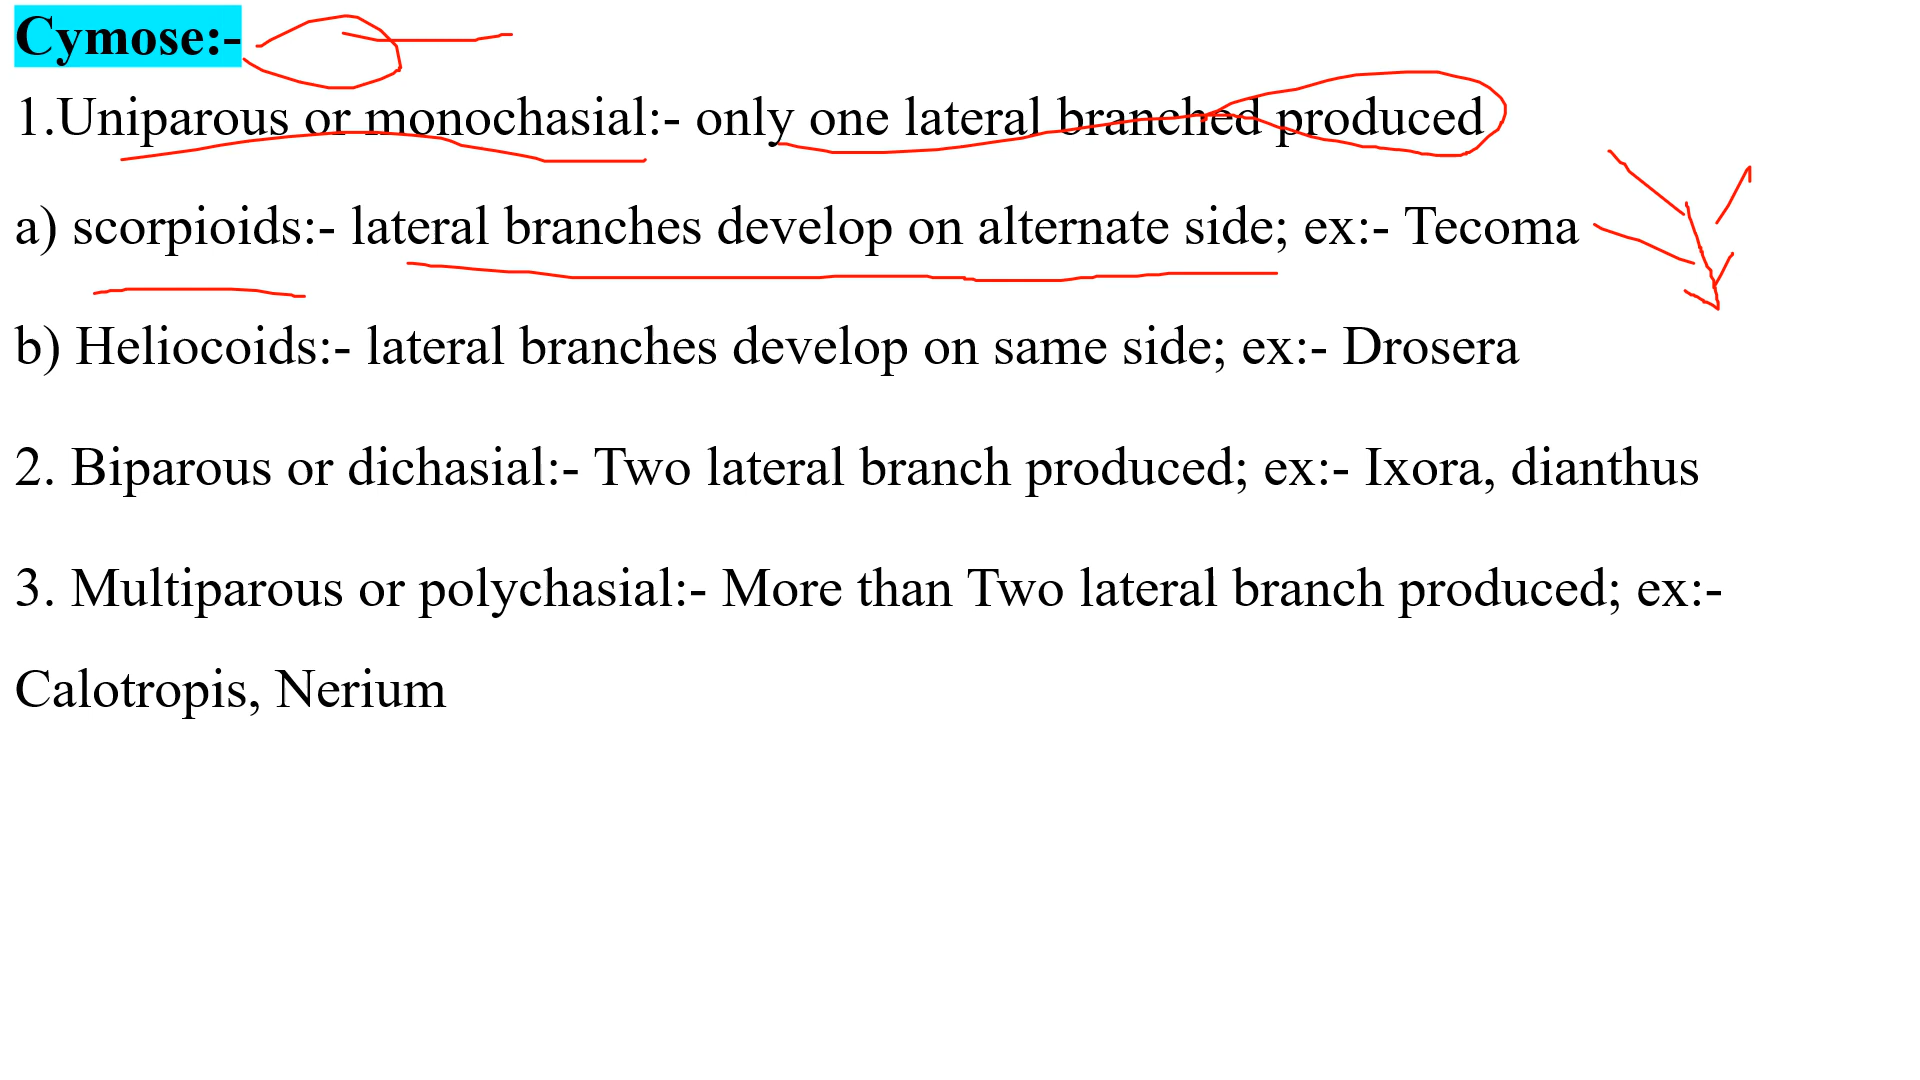 Cymose:-
1.Uniparous or monochasial:- only one lateral branched produced
a) scorpioids:- lateral branches develop on alternate side; ex:- Tecoma
b) Heliocoids:- lateral branches develop on same side; ex:- Drosera
2. Biparous or dichasial:- Two lateral branch produced; ex:- Ixora, dianthus
3. Multiparous or polychasial:- More than Two lateral branch produced; ex:-
Calotropis, Nerium